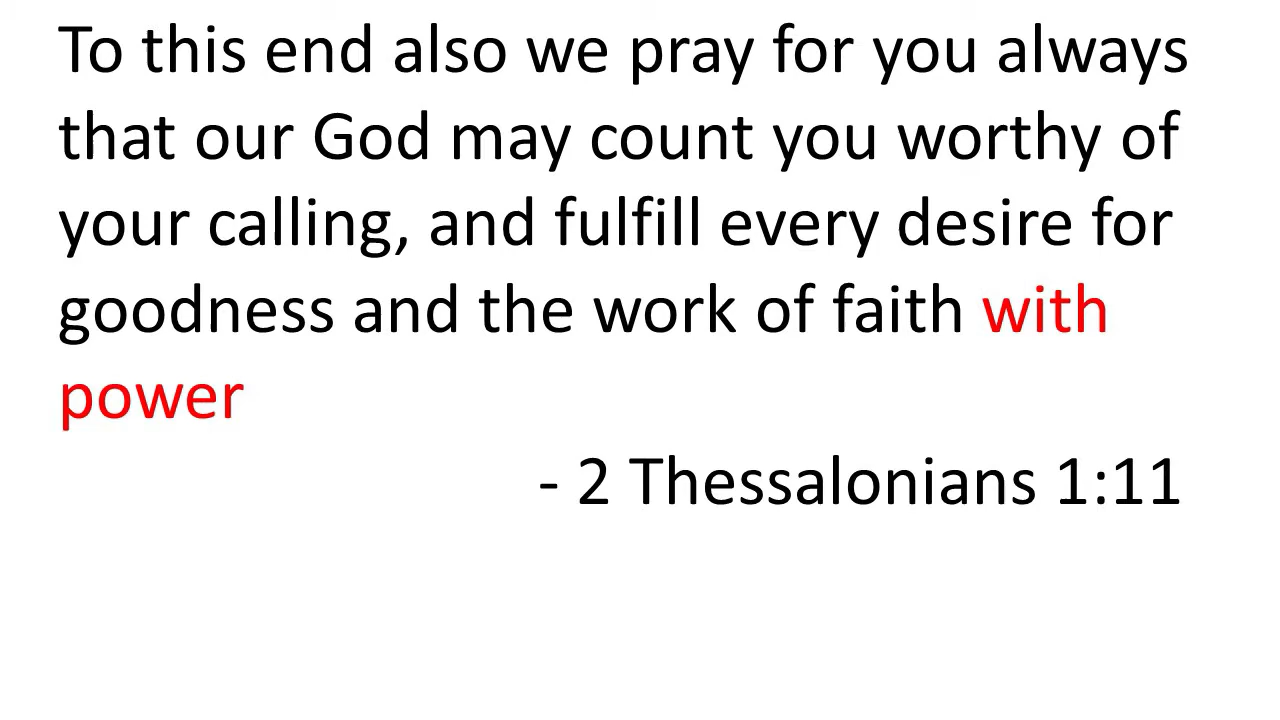 To this end also we pray for you always
that our God may count you worthy of
your calling, and fulfill every desire for
goodness and the work of faith with
power
- 2 Thessalonians 1:11